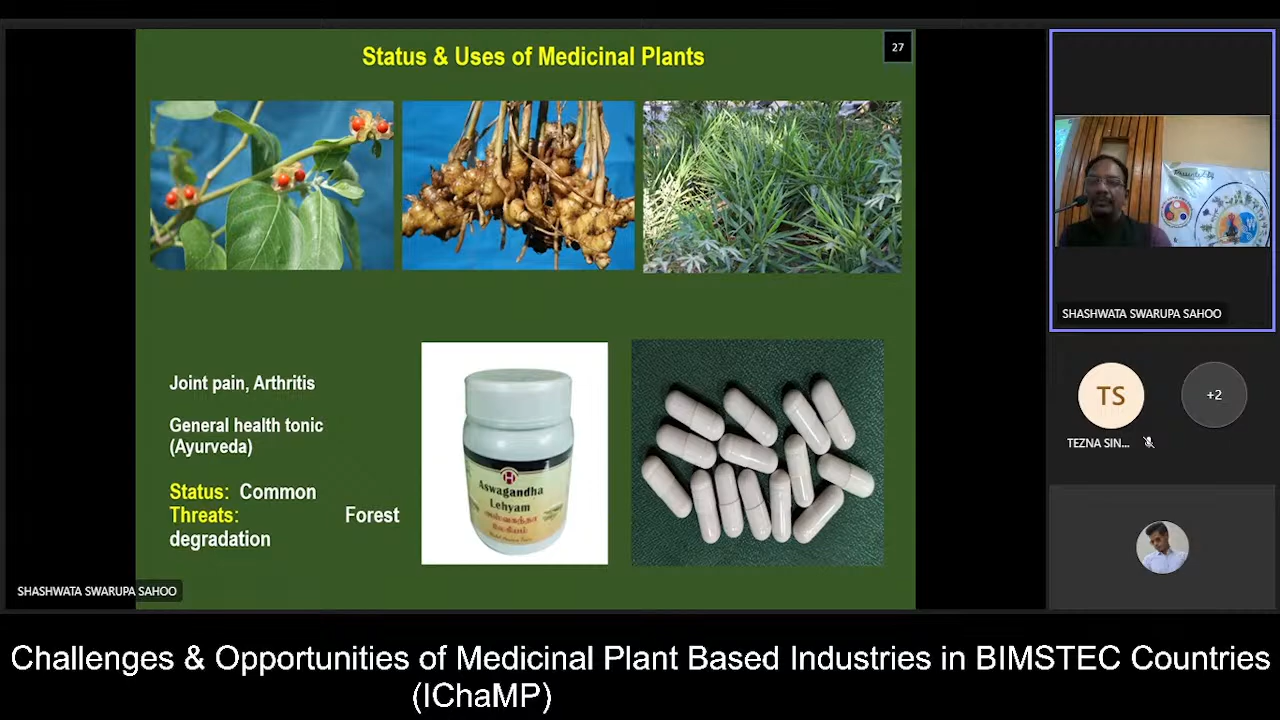 Status & Uses of Medicinal Plants
27
Joint pain, Arthritis
General health tonic
(Ayurveda)
Status: Common
Threats: Forest
degradation
Aswagandha
Lehyam
SHASHWATA SWARUPA SAHOO
SHASHWATA SWARUPA SAHOO
TS
+2
TEZNA SIN...
Challenges & Opportunities of Medicinal Plant Based Industries in BIMSTEC Countries
(IChaMP)